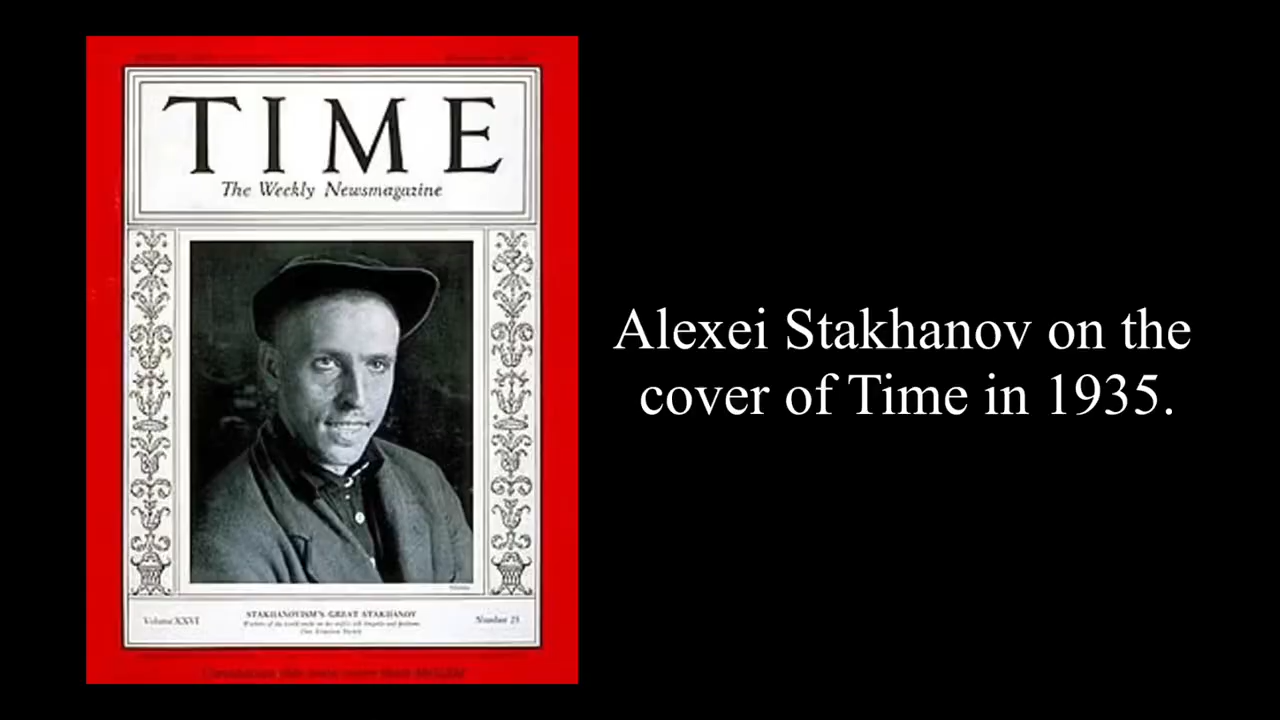 TIME
The Weekly Newsmagazine
Volume XXVI
STAKHANOVISM'S GREAT STAKHANOV
Number 25
Alexei Stakhanov on the
cover of Time in 1935.